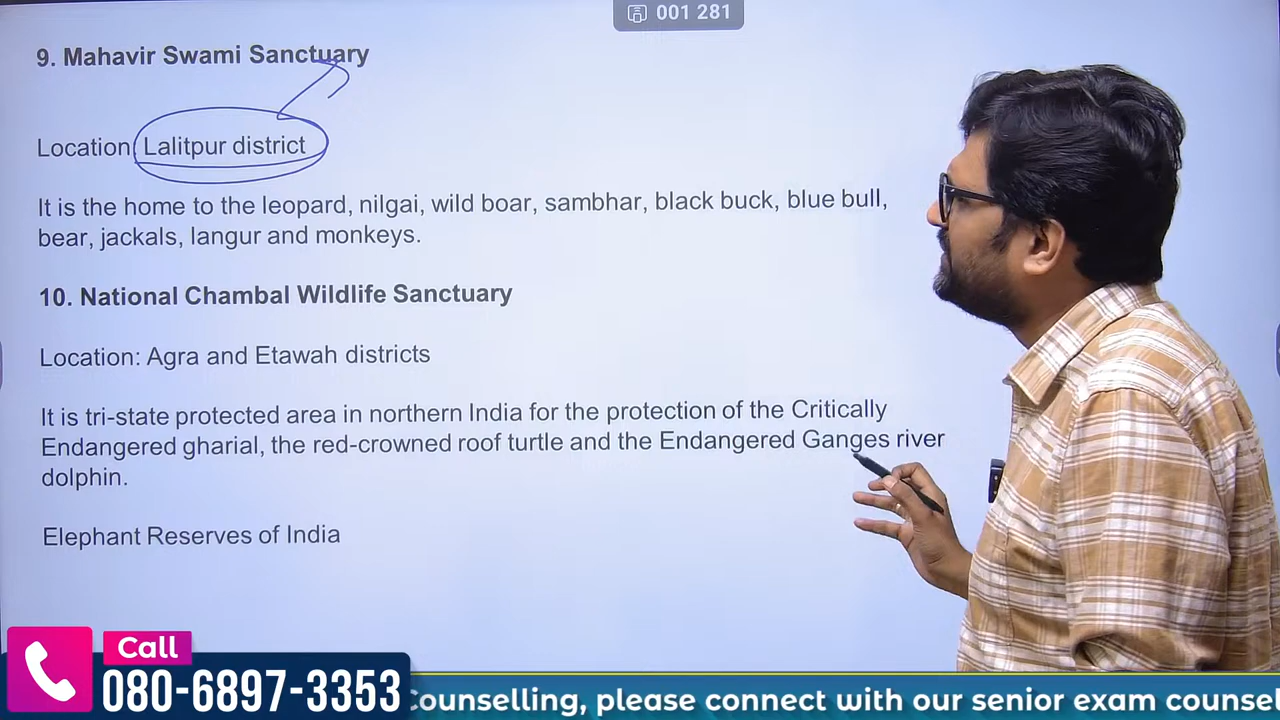 001 281
9. Mahavir Swami Sanctuary
Location: Lalitpur district
It is the home to the leopard, nilgai, wild boar, sambhar, black buck, blue bull,
bear, jackals, langur and monkeys.
10. National Chambal Wildlife Sanctuary
Location: Agra and Etawah districts
It is tri-state protected area in northern India for the protection of the Critically
Endangered gharial, the red-crowned roof turtle and the Endangered Ganges river
dolphin.
Elephant Reserves of India
Call
080-6897-3353
Counselling, please connect with our senior exam counsel